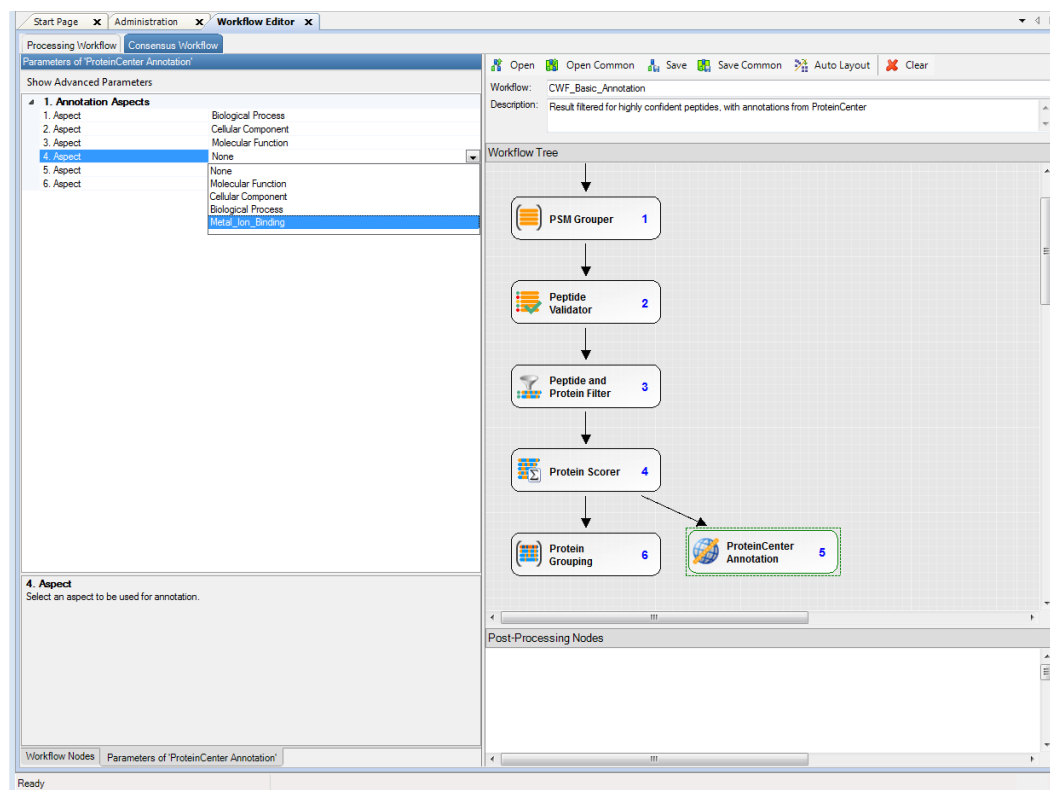 Start Page x Administration x Workflow Editor x
Processing Workflow Consensus Workflow
Parameters of 'ProteinCenter Annotation'
Show Advanced Parameters
1. Annotation Aspects
1. Aspect Biological Process
2. Aspect Cellular Component
3. Aspect Molecular Function
4. Aspect None
5. Aspect
6. Aspect
None
Molecular Function
Cellular Component
Biological Process
Metal_Ion_Binding
4. Aspect
Select an aspect to be used for annotation.
Workflow Nodes Parameters of 'ProteinCenter Annotation'
Open Open Common Save Save Common Auto Layout Clear
Workflow: CWF_Basic_Annotation
Description: Result filtered for highly confident peptides, with annotations from ProteinCenter
Workflow Tree
PSM Grouper 1
Peptide
Validator 2
Peptide and
Protein Filter 3
Protein Scorer 4
Protein
Grouping 6
ProteinCenter
Annotation 5
Post-Processing Nodes
Ready